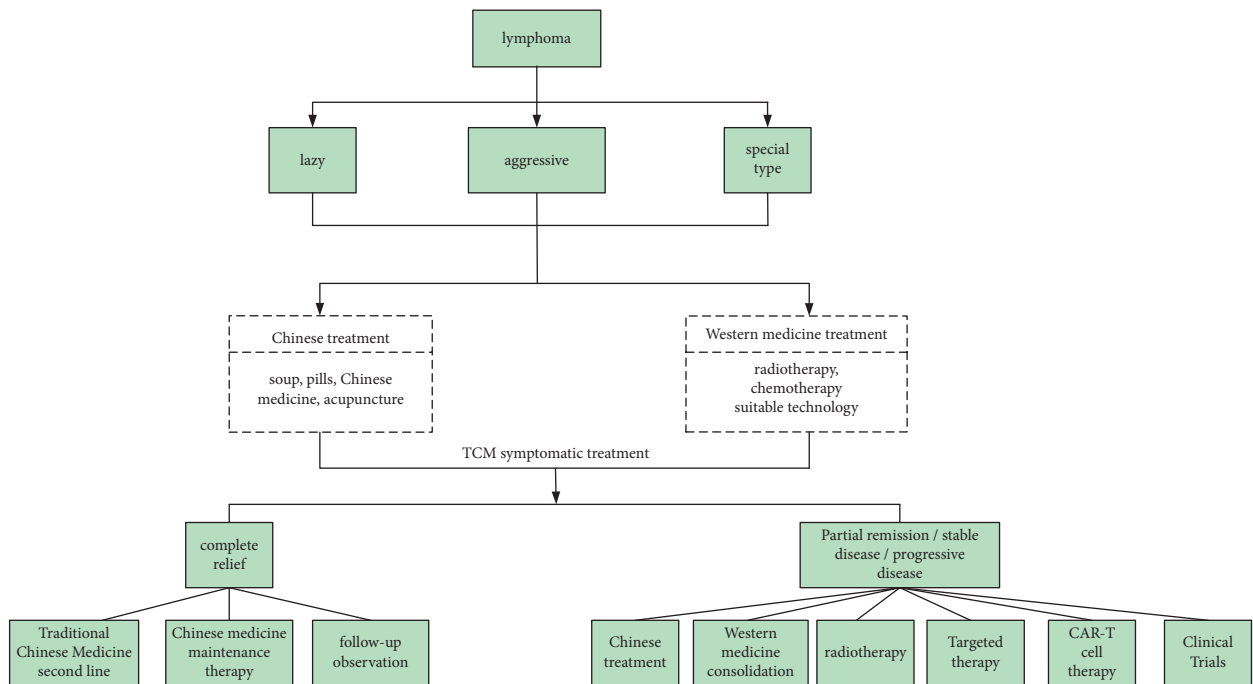 lymphoma
lazy
aggressive
special
type
Chinese treatment
soup, pills, Chinese
medicine, acupuncture
Western medicine treatment
radiotherapy,
chemotherapy
suitable technology
TCM symptomatic treatment
complete
relief
Partial remission / stable
disease / progressive
disease
Traditional
Chinese Medicine
second line
Chinese medicine
maintenance
therapy
follow-up
observation
Chinese
treatment
Western
medicine
consolidation
radiotherapy
Targeted
therapy
CAR-T
cell
therapy
Clinical
Trials